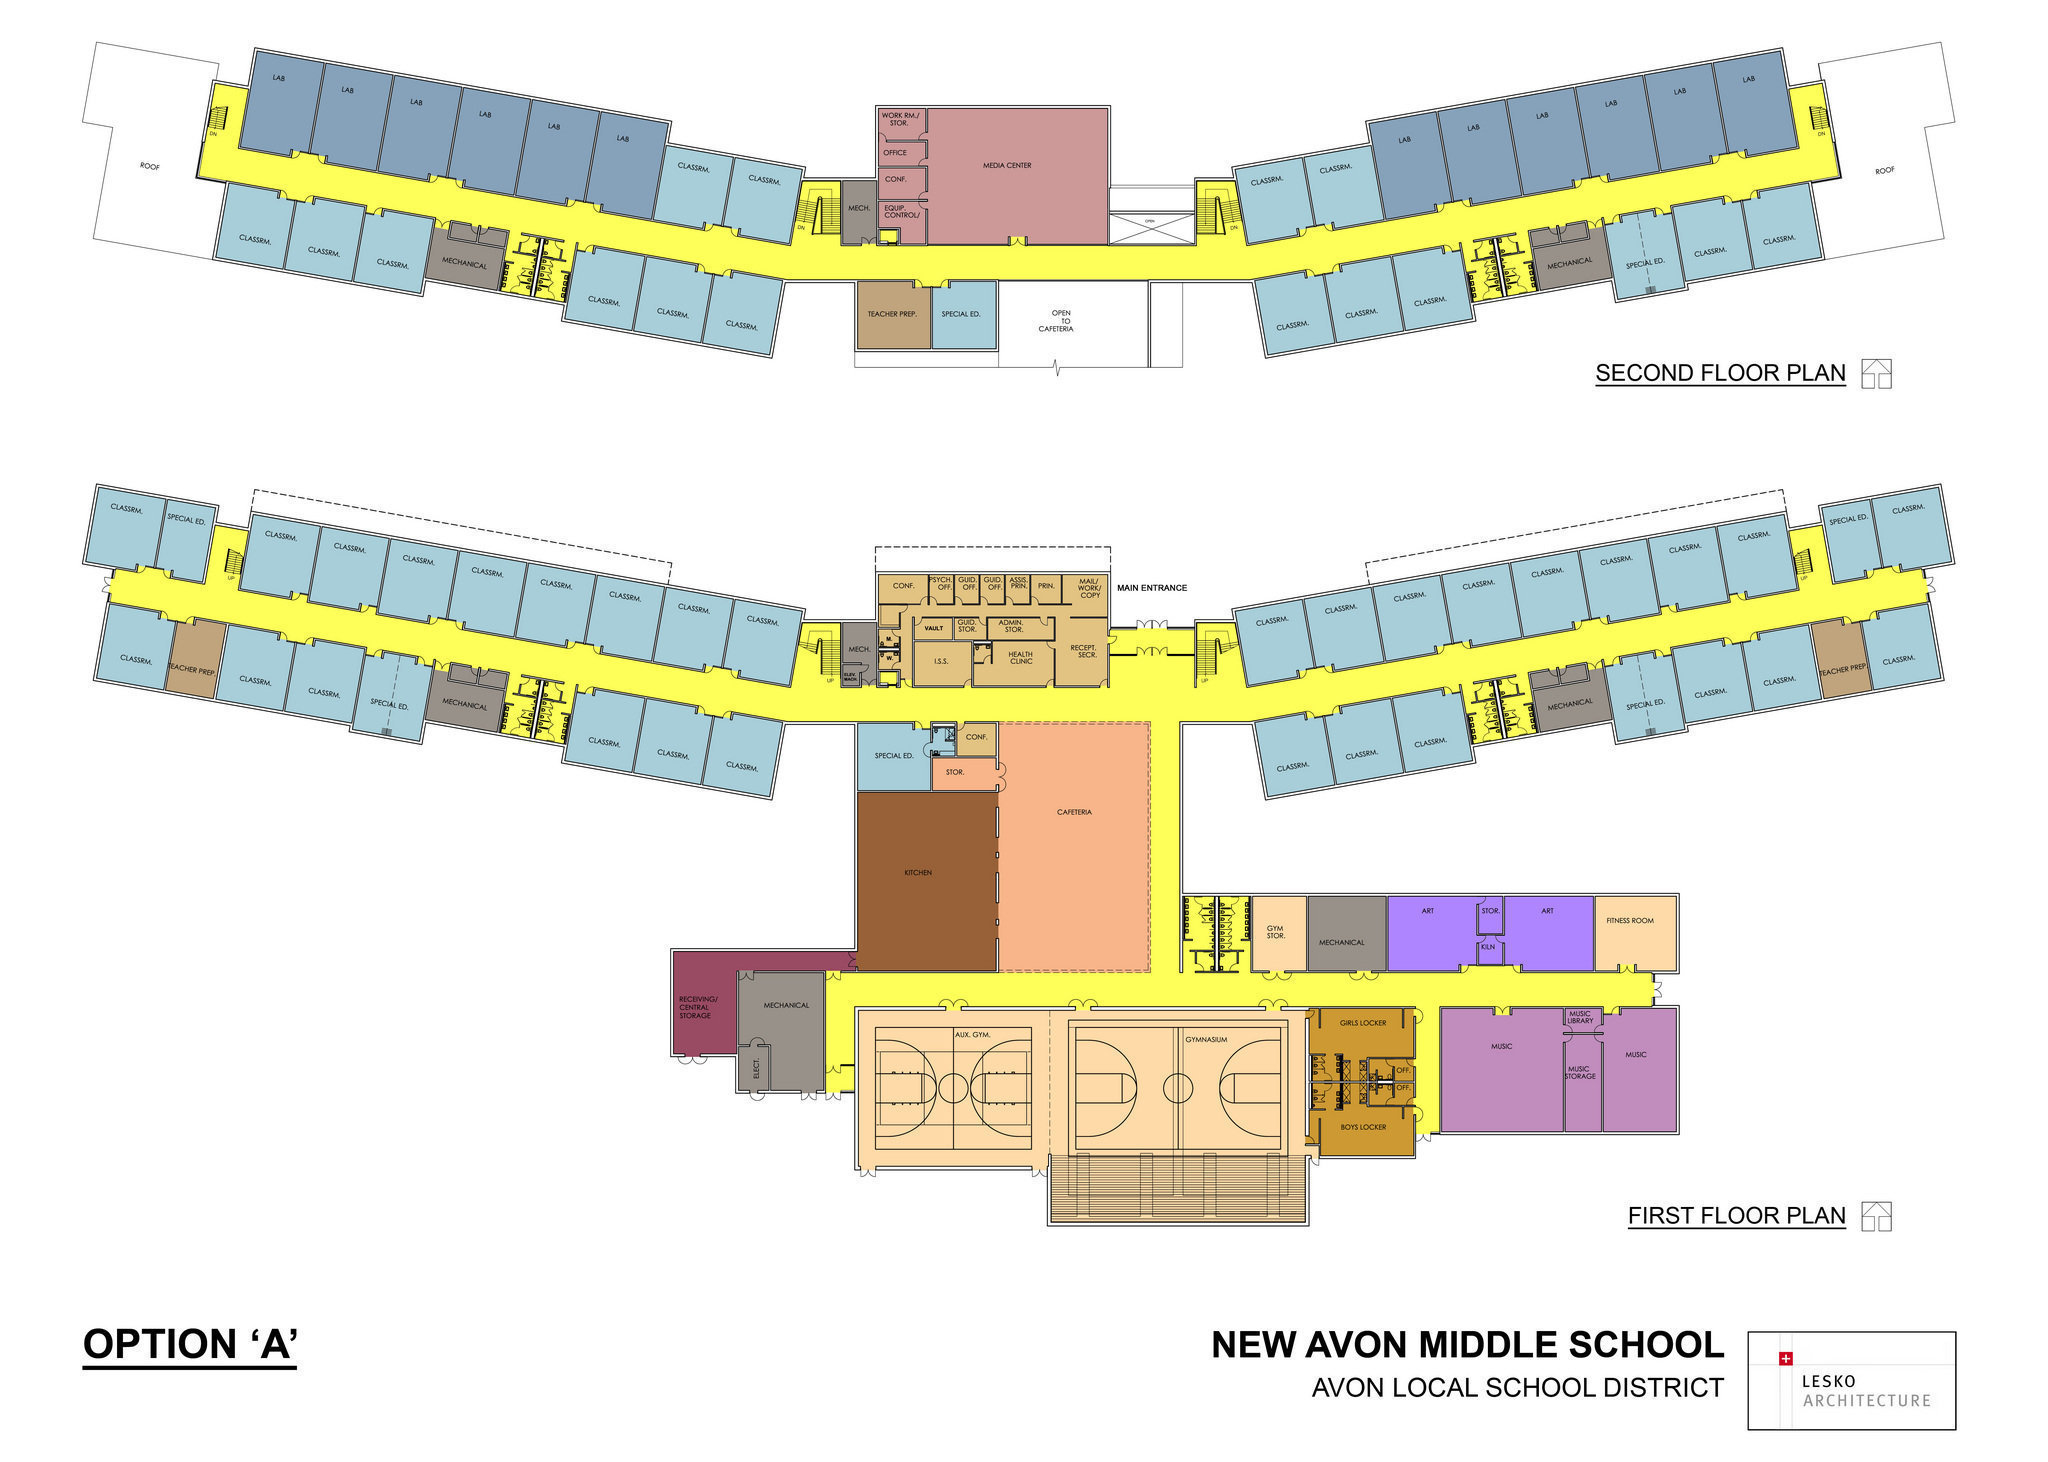 LAB
LAB
LAB
LAB
LAB
LAB
CLASSRM.
CLASSRM.
DN
ROOF
CLASSRM.
CLASSRM.
CLASSRM.
MECHANICAL
CLASSRM.
CLASSRM.
CLASSRM.
DN
MECH.
WORK RM./
STOR.
OFFICE
CONF.
EQUIP.
CONTROL/
MEDIA CENTER
OPEN
TEACHER PREP.
SPECIAL ED.
OPEN
TO
CAFETERIA
DN
CLASSRM.
CLASSRM.
LAB
LAB
LAB
LAB
LAB
LAB
DN
ROOF
CLASSRM.
CLASSRM.
CLASSRM.
MECHANICAL
SPECIAL ED.
CLASSRM.
CLASSRM.
SECOND FLOOR PLAN
CLASSRM.
SPECIAL ED.
UP
CLASSRM.
CLASSRM.
CLASSRM.
CLASSRM.
CLASSRM.
CLASSRM.
CLASSRM.
CLASSRM.
CLASSRM.
TEACHER PREP
CLASSRM.
CLASSRM.
SPECIAL ED.
MECHANICAL
CLASSRM.
CLASSRM.
CLASSRM.
UP
MECH.
ELEV.
MACH.
CONF.
PSYCH.
OFF.
GUID.
OFF.
GUID.
OFF.
ASSIS.
PRIN.
PRIN.
MAIL/
WORK/
COPY
MAIN ENTRANCE
M.
W.
VAULT
GUID.
STOR.
ADMIN.
STOR.
I.S.S.
HEALTH
CLINIC
RECEPT.
SECR.
UP
CLASSRM.
CLASSRM.
CLASSRM.
CLASSRM.
CLASSRM.
CLASSRM.
CLASSRM.
CLASSRM.
UP
SPECIAL ED.
CLASSRM.
CLASSRM.
CLASSRM.
CLASSRM.
MECHANICAL
SPECIAL ED.
CLASSRM.
CLASSRM.
TEACHER PREP
CLASSRM.
SPECIAL ED.
CONF.
STOR.
CAFETERIA
KITCHEN
GYM
STOR.
MECHANICAL
ART
STOR.
KILN
ART
FITNESS ROOM
RECEIVING/
CENTRAL
STORAGE
MECHANICAL
ELECT.
AUX. GYM.
GYMNASIUM
GIRLS LOCKER
OFF.
OFF.
BOYS LOCKER
MUSIC
MUSIC
LIBRARY
MUSIC
STORAGE
MUSIC
FIRST FLOOR PLAN
OPTION ‘A’
NEW AVON MIDDLE SCHOOL
AVON LOCAL SCHOOL DISTRICT
LESKO
ARCHITECTURE